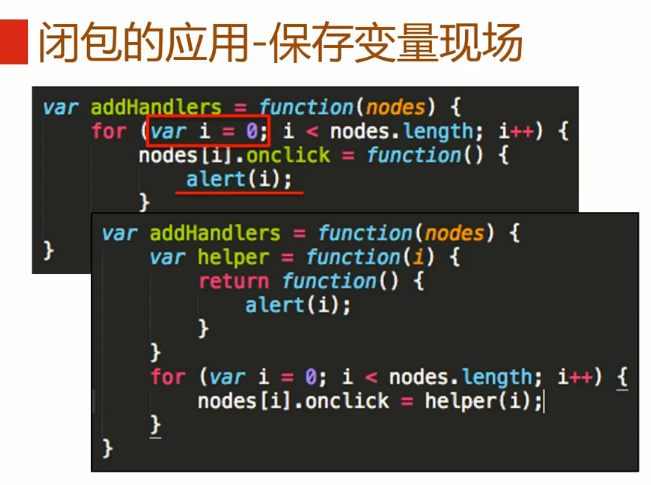 闭包的应用-保存变量现场
var addHandlers = function(nodes) {
    for (var i = 0; i < nodes.length; i++) {
        nodes[i].onclick = function() {
            alert(i);
        }
}
var addHandlers = function(nodes) {
    var helper = function(i) {
        return function() {
            alert(i);
        }
    }
    for (var i = 0; i < nodes.length; i++) {
        nodes[i].onclick = helper(i);
    }
}